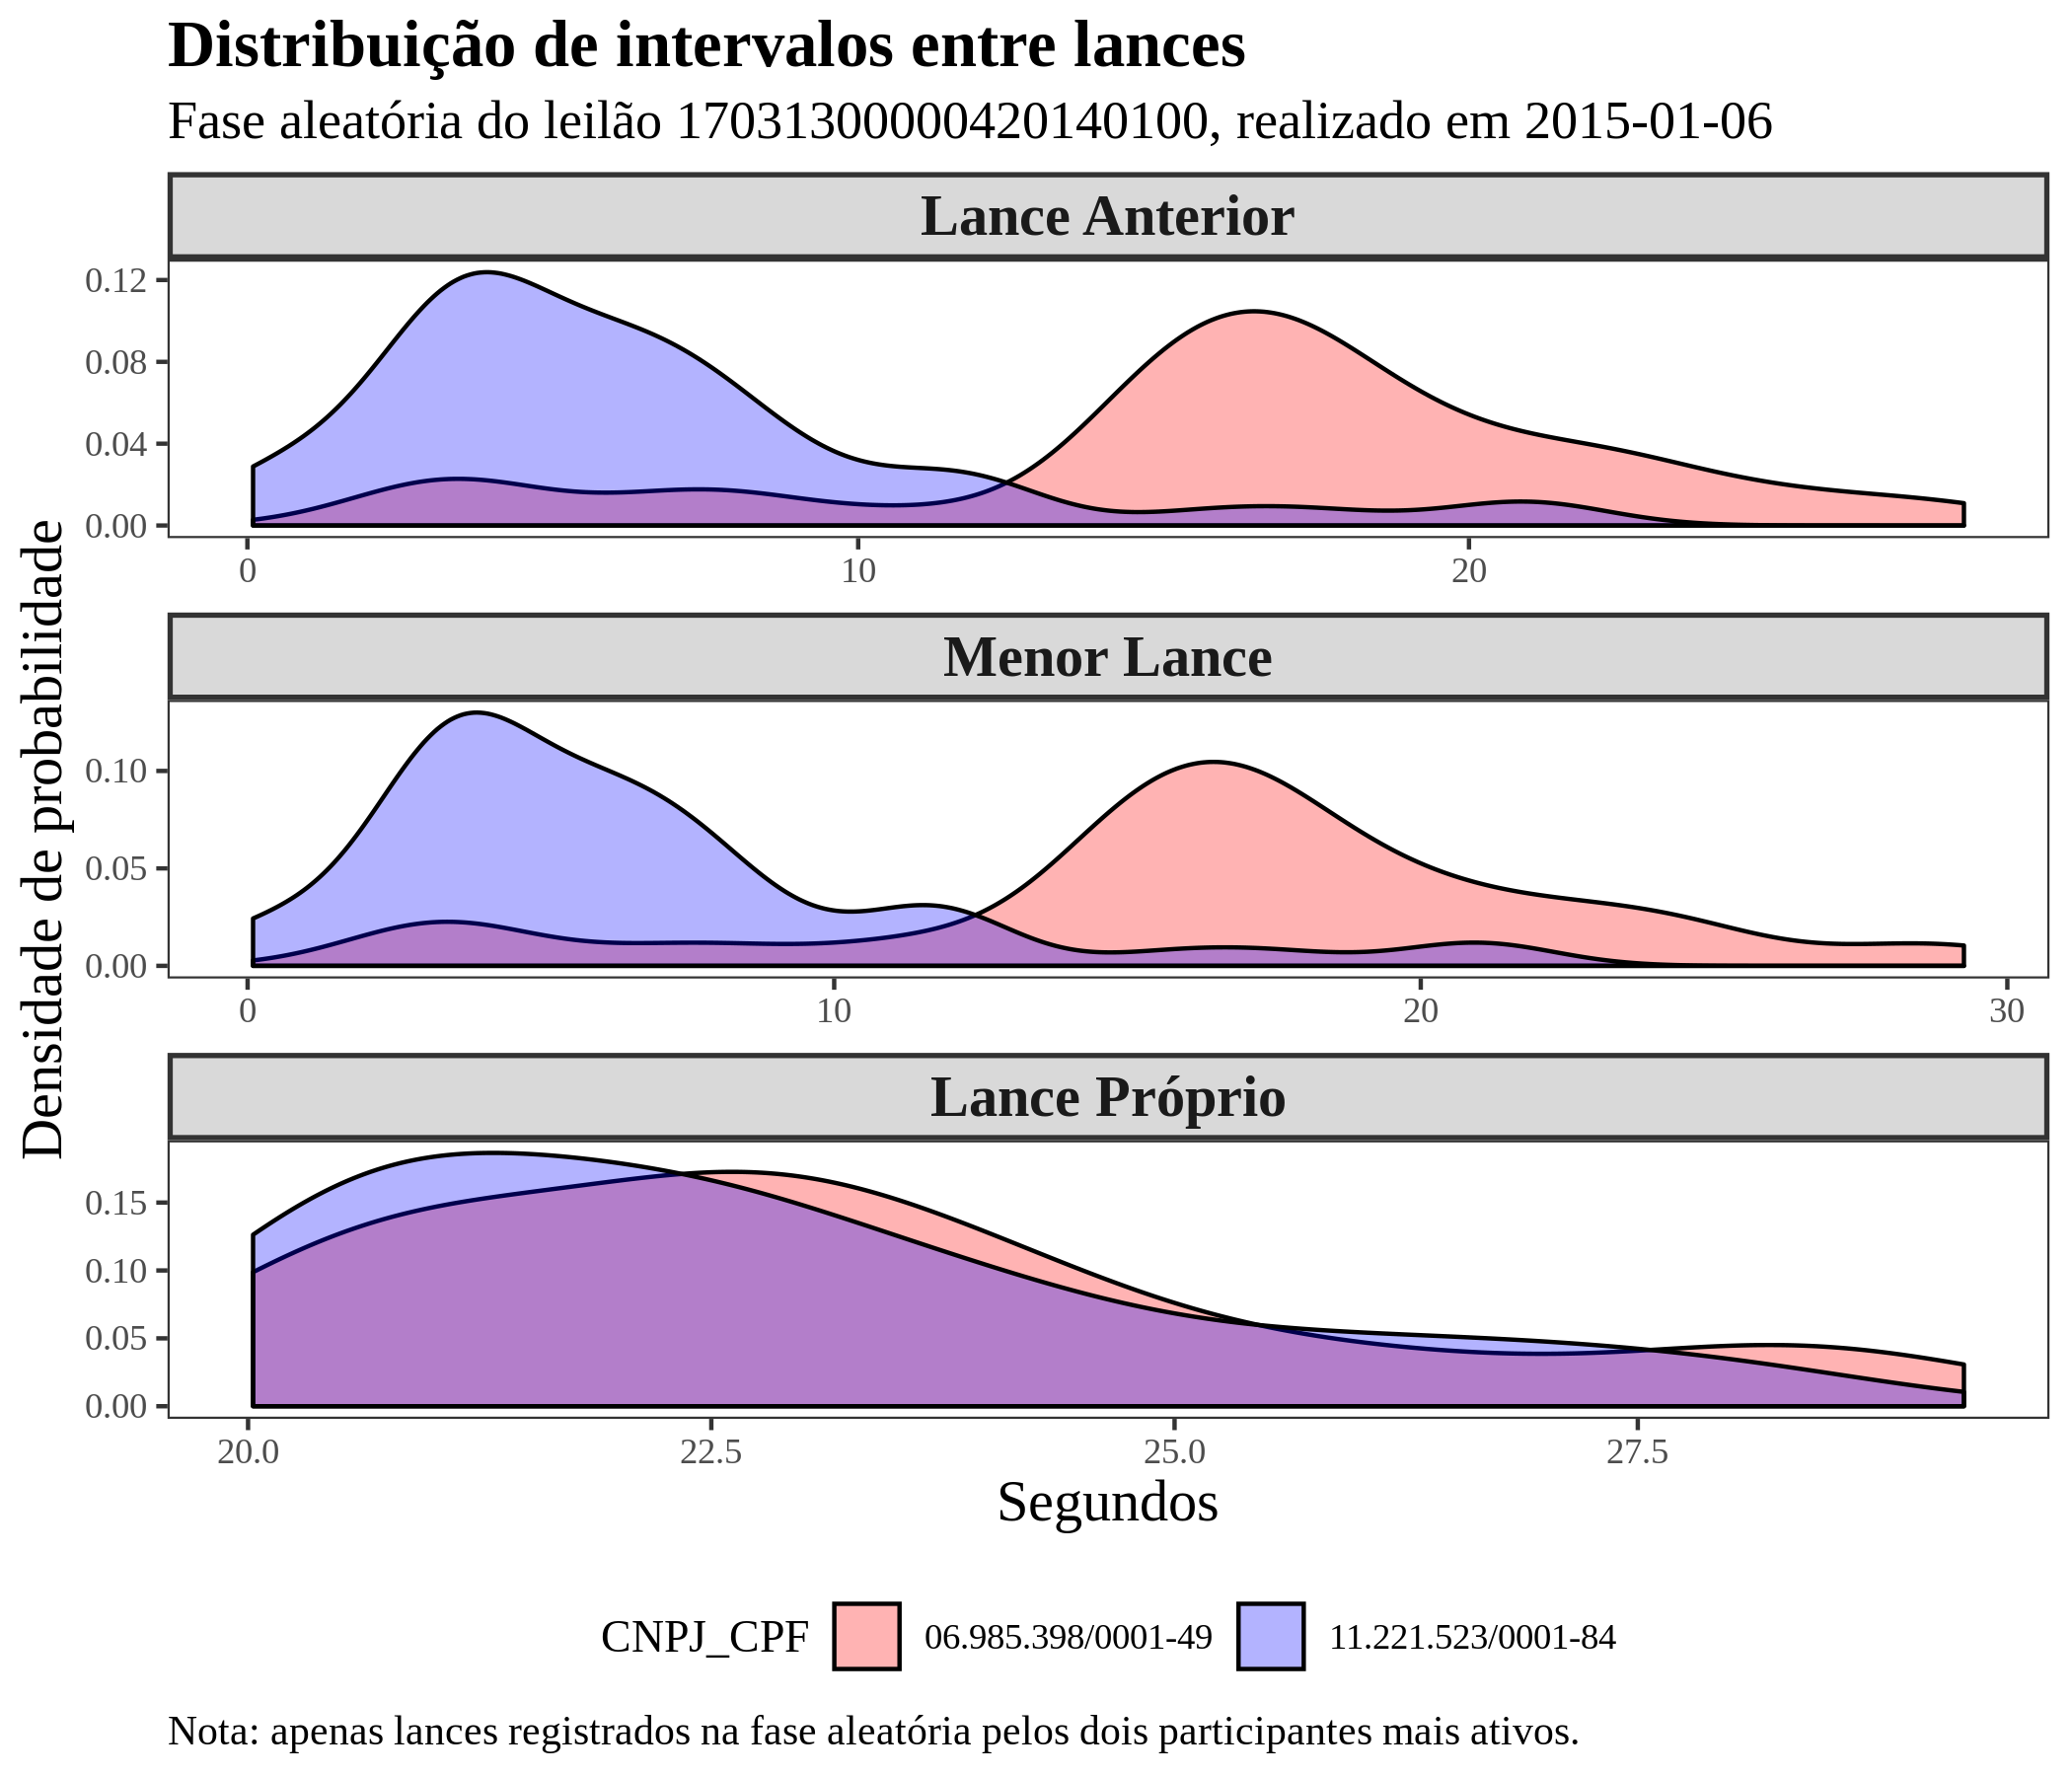 Distribuição de intervalos entre lances
Fase aleatória do leilão 17031300000420140100, realizado em 2015-01-06
Densidade de probabilidade
Lance Anterior
0.12
0.08
0.04
0.00
0 10 20
Menor Lance
0.10
0.05
0.00
0 10 20 30
Lance Próprio
0.15
0.10
0.05
0.00
20.0 22.5 25.0 27.5
Segundos
CNPJ_CPF 06.985.398/0001-49 11.221.523/0001-84
Nota: apenas lances registrados na fase aleatória pelos dois participantes mais ativos.